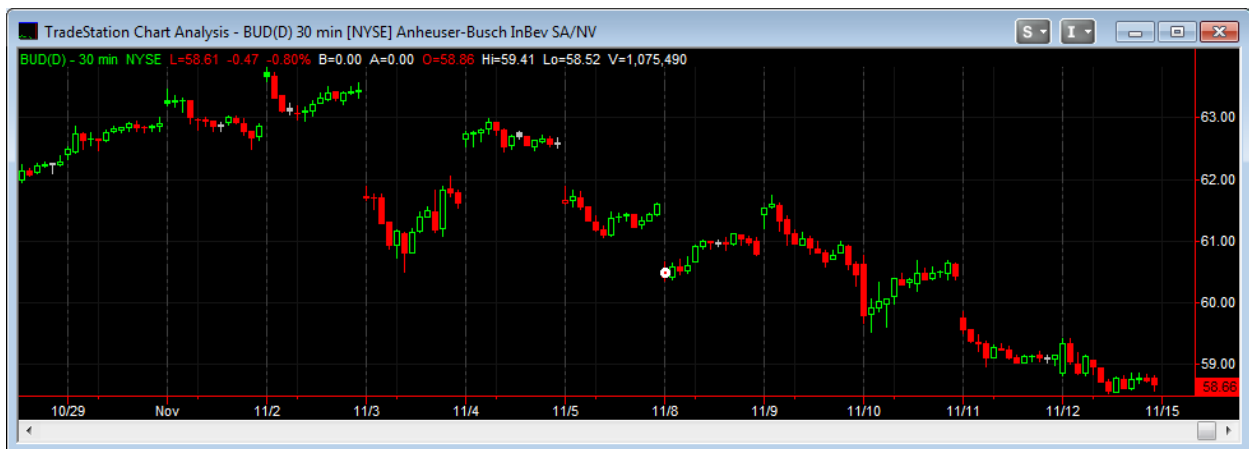 TradeStation Chart Analysis - BUD(D) 30 min [NYSE] Anheuser-Busch InBev SA/NV
S
I
BUD(D) - 30 min NYSE L=58.61 -0.47 -0.80% B=0.00 A=0.00 O=58.86 Hi=59.41 Lo=58.52 V=1,075,490
63.00
62.00
61.00
60.00
59.00
58.66
10/29 Nov 11/2 11/3 11/4 11/5 11/8 11/9 11/10 11/11 11/12 11/15